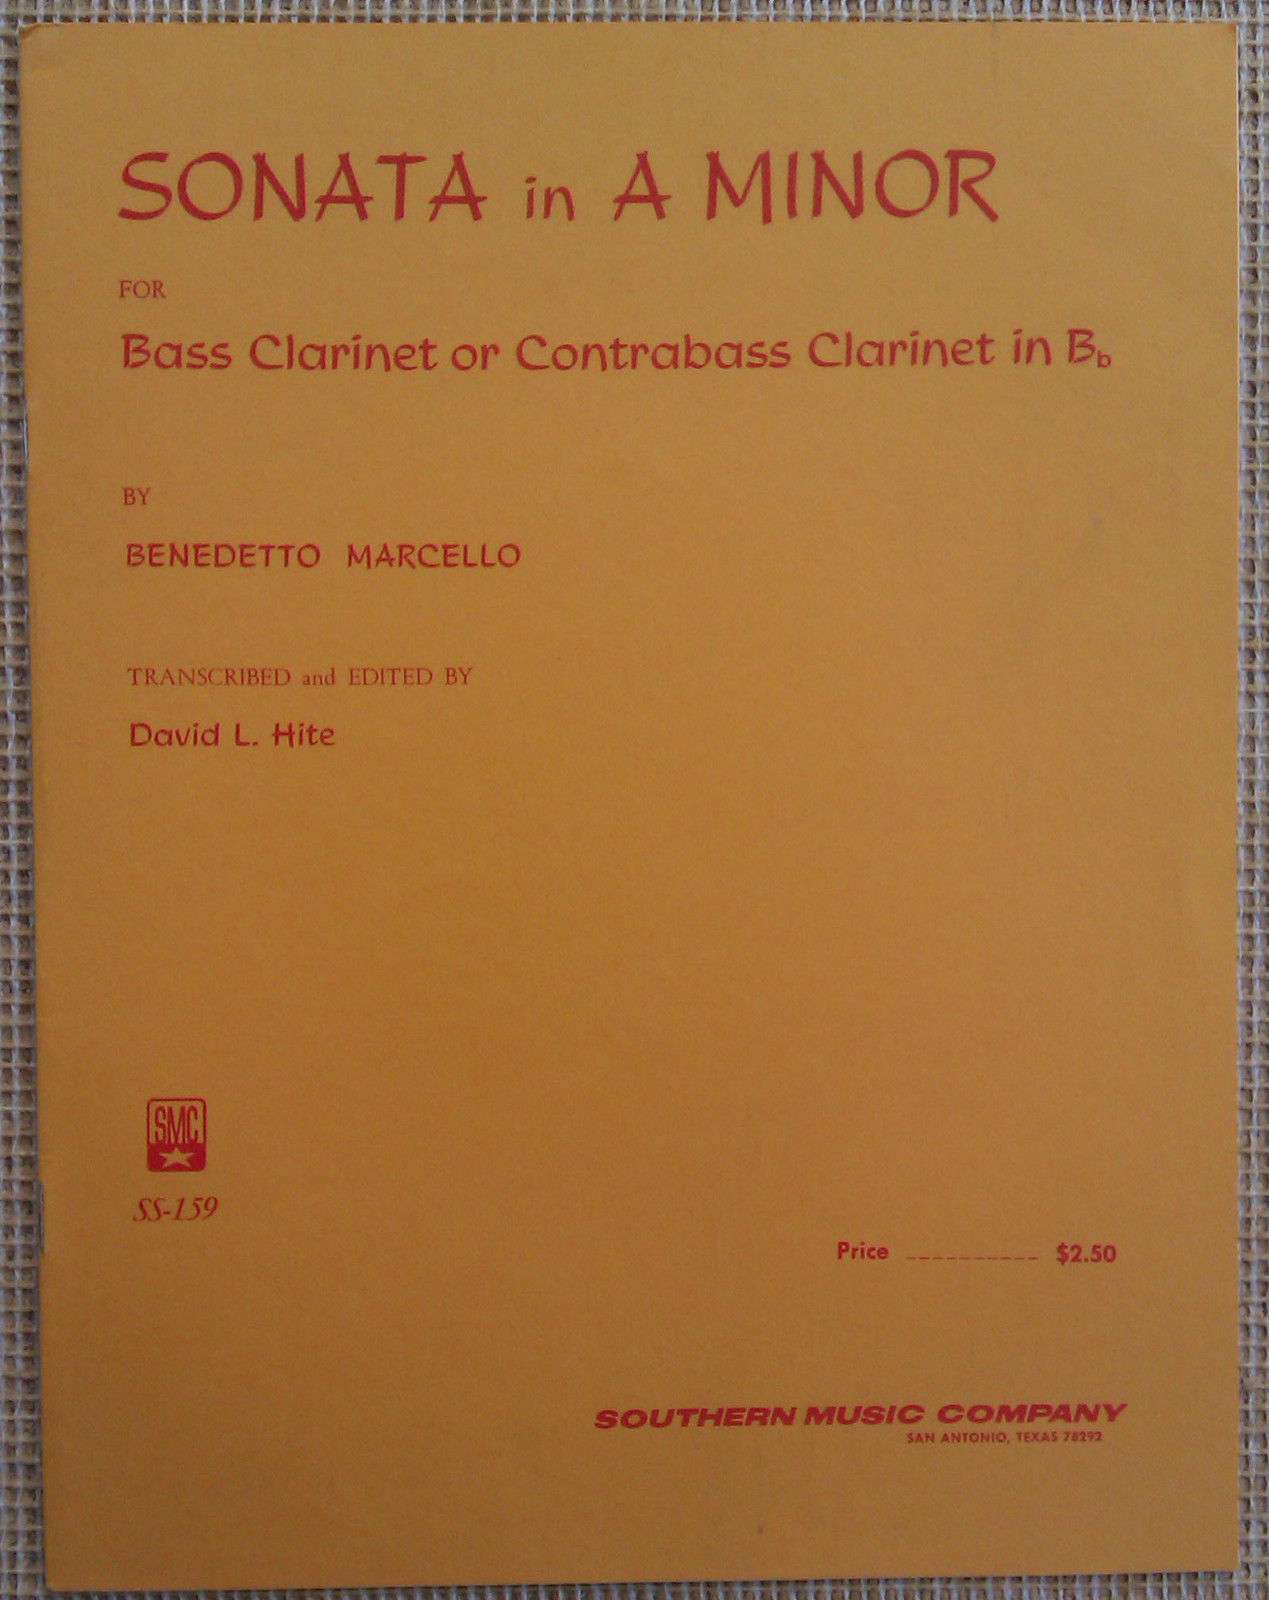 SONATA in A MINOR
FOR
Bass Clarinet or Contrabass Clarinet in Bb
BY
BENEDETTO MARCELLO
TRANSCRIBED and EDITED BY
David L. Hite
SMC
SS-159
Price __________ $2.50
SOUTHERN MUSIC COMPANY
SAN ANTONIO, TEXAS 78292